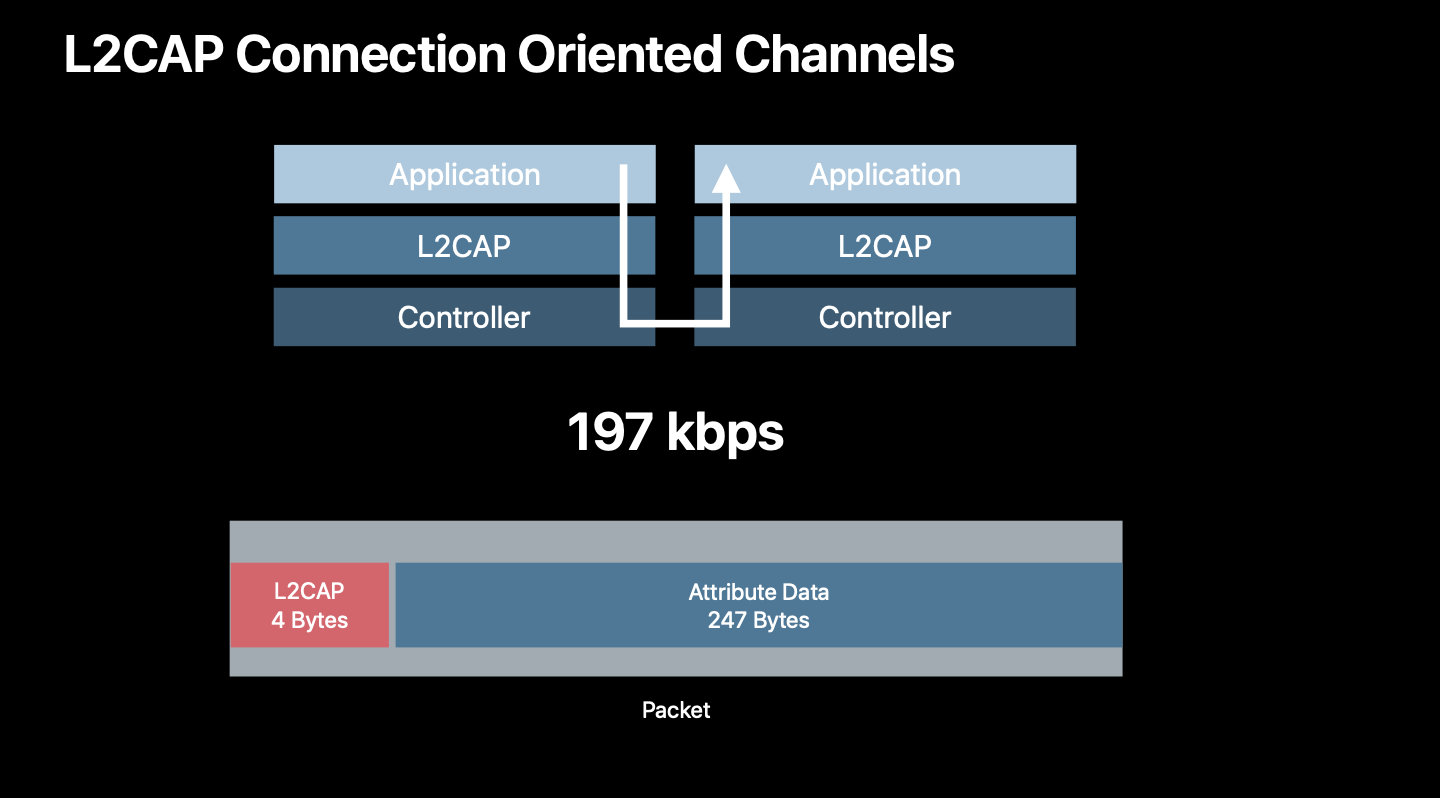 L2CAP Connection Oriented Channels
Application
Application
L2CAP
L2CAP
Controller
Controller
197 kbps
L2CAP
4 Bytes
Attribute Data
247 Bytes
Packet